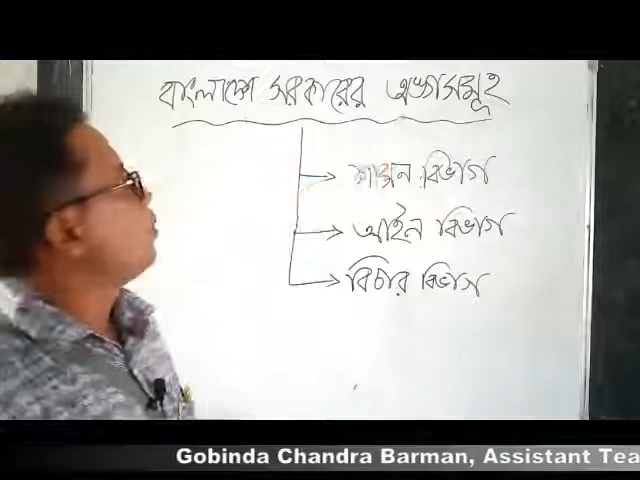 বাংলাদেশ সরকারের অঙ্গসমূহ
শাসন বিভাগ
আইন বিভাগ
বিচার বিভাগ
Gobinda Chandra Barman, Assistant Tea